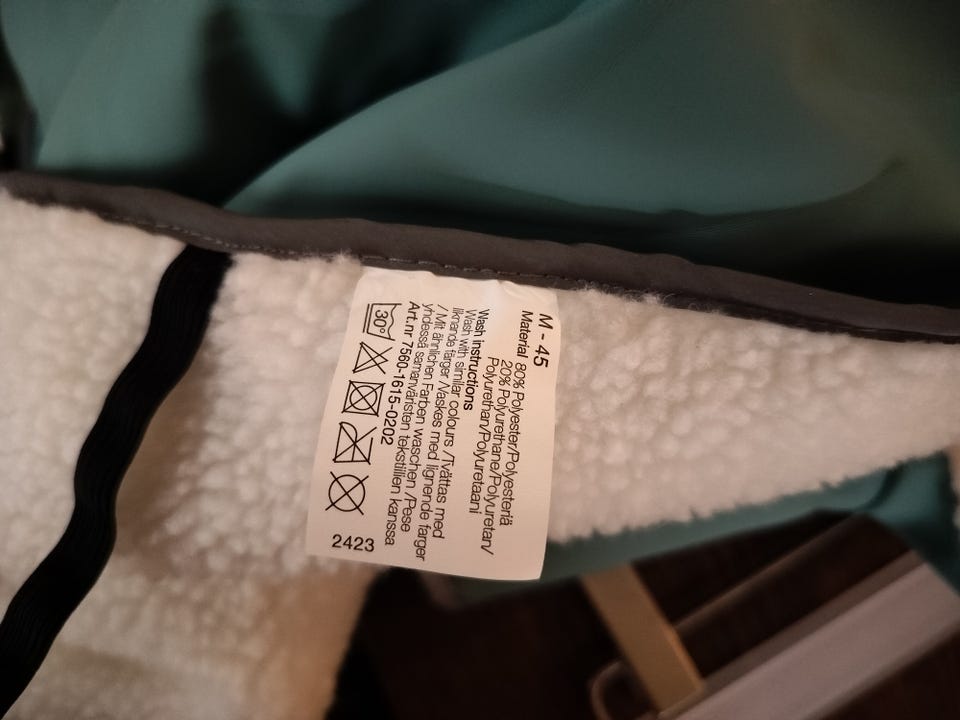 M - 45
Material 80% Polyester/Polyesteriä
20% Polyurethane/Polyuretan/
Polyurethan/Polyuretaani
Wash instructions
Wash with similar colours /Tvättas med
liknande färger /Vaskes med lignende farger
/ Mit ähnlichen Farben waschen /Pese
yhdessä samanväristen tekstiilien kanssa
Art.nr 7560-1615-0202
30°
2423